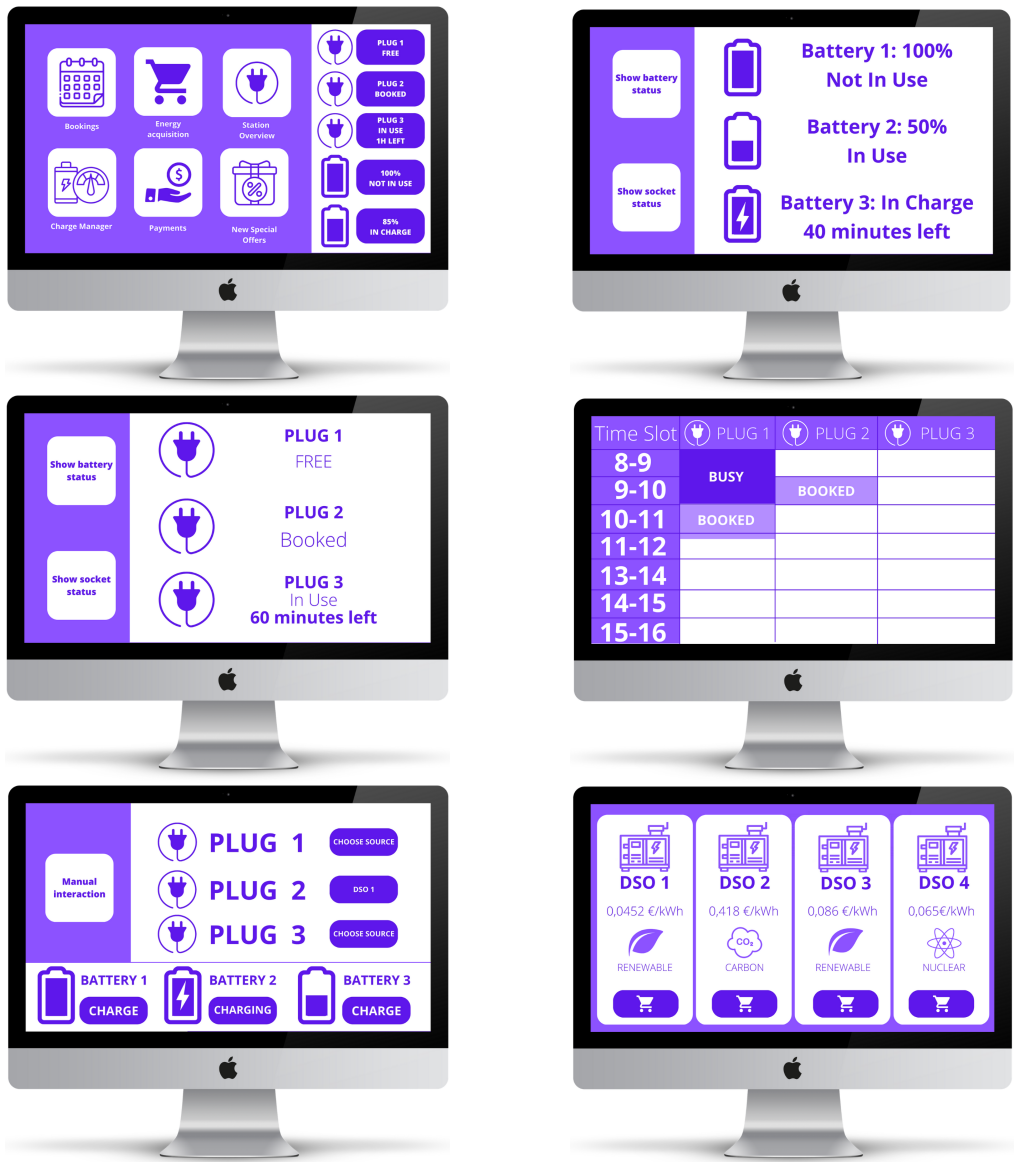 Bookings
Energy
acquisition
Station
Overview
Charge Manager
Payments
New Special
Offers
PLUG 1
FREE
PLUG 2
BOOKED
PLUG 3
IN USE
1H LEFT
100%
NOT IN USE
85%
IN CHARGE
Show battery
status
Show socket
status
Battery 1: 100%
Not In Use
Battery 2: 50%
In Use
Battery 3: In Charge
40 minutes left
Show battery
status
Show socket
status
PLUG 1
FREE
PLUG 2
Booked
PLUG 3
In Use
60 minutes left
Time Slot PLUG 1 PLUG 2 PLUG 3
8-9
BUSY
9-10 BOOKED
10-11 BOOKED
11-12
13-14
14-15
15-16
Manual
interaction
PLUG 1 CHOOSE SOURCE
PLUG 2 DSO 1
PLUG 3 CHOOSE SOURCE
BATTERY 1 BATTERY 2 BATTERY 3
CHARGE CHARGING CHARGE
DSO 1 DSO 2 DSO 3 DSO 4
0,0452 €/kWh 0,418 €/kWh 0,086 €/kWh 0,065€/kWh
CO₂
RENEWABLE CARBON RENEWABLE NUCLEAR